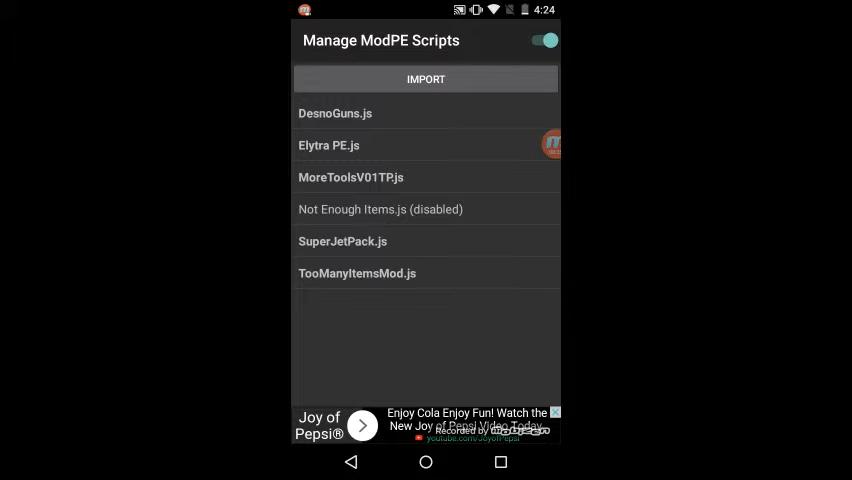 4:24
Manage ModPE Scripts
IMPORT
DesnoGuns.js
Elytra PE.js
MoreToolsV01TP.js
Not Enough Items.js (disabled)
SuperJetPack.js
TooManyItemsMod.js
Joy of
Pepsi®
Enjoy Cola Enjoy Fun! Watch the
New Joy of Pepsi Video Today
Recorded by
youtube.com/JoyofPepsi